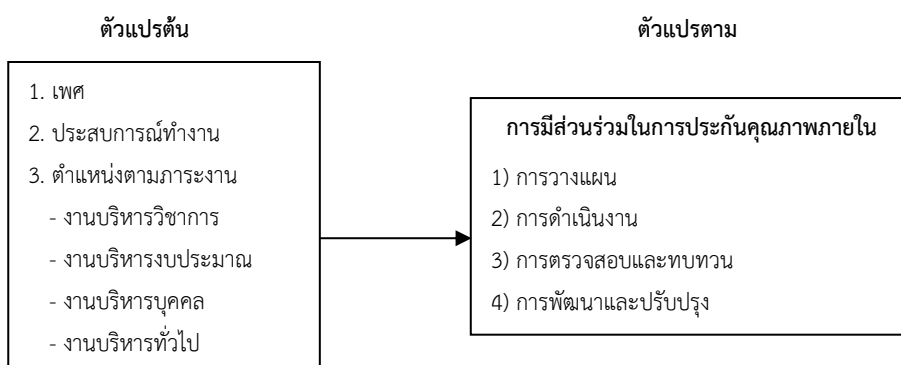 ตัวแปรต้น
ตัวแปรตาม
1. เพศ
2. ประสบการณ์ทำงาน
3. ตำแหน่งตามภาระงาน
- งานบริหารวิชาการ
- งานบริหารงบประมาณ
- งานบริหารบุคคล
- งานบริหารทั่วไป
การมีส่วนร่วมในการประกันคุณภาพภายใน
1) การวางแผน
2) การดำเนินงาน
3) การตรวจสอบและทบทวน
4) การพัฒนาและปรับปรุง